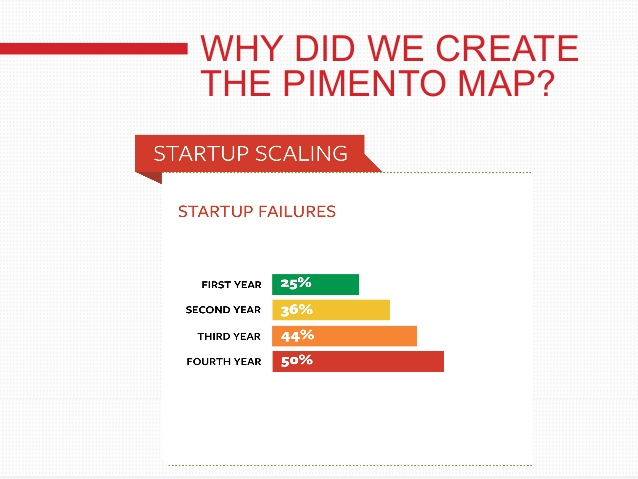 WHY DID WE CREATE
THE PIMENTO MAP?
STARTUP SCALING
STARTUP FAILURES
FIRST YEAR 25%
SECOND YEAR 36%
THIRD YEAR 44%
FOURTH YEAR 50%